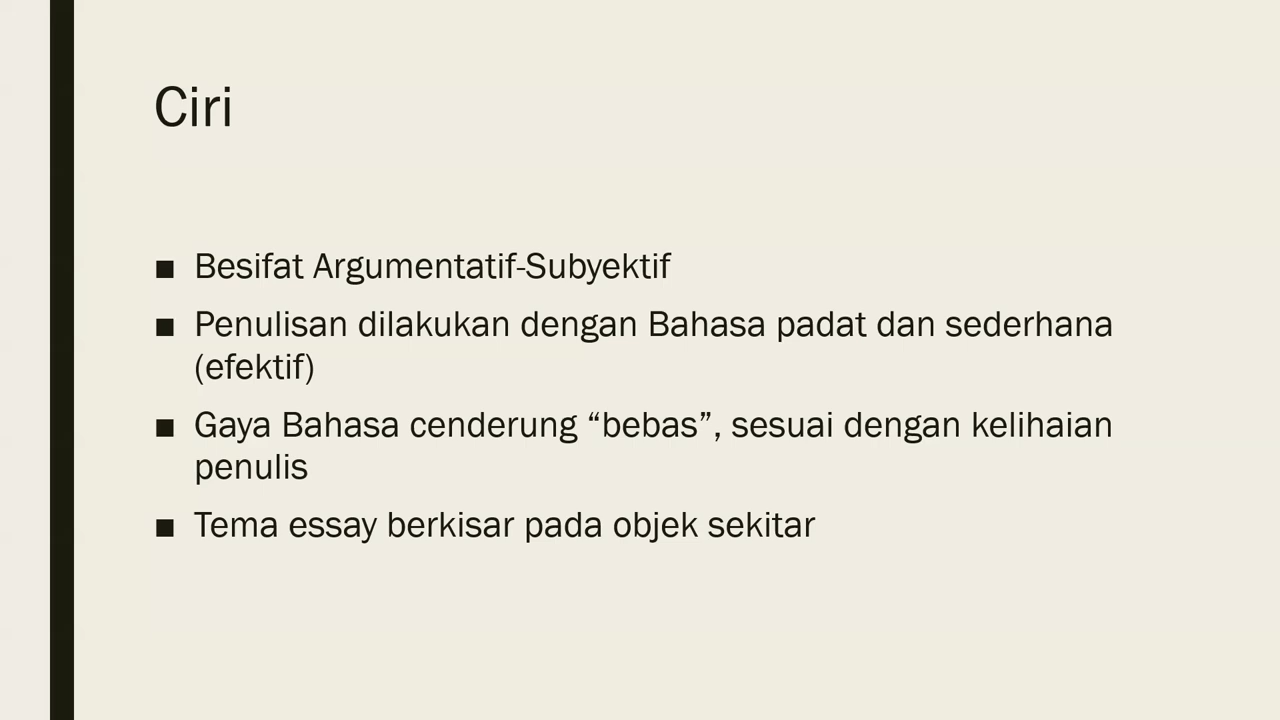 Ciri
■ Besifat Argumentatif-Subyektif
■ Penulisan dilakukan dengan Bahasa padat dan sederhana
(efektif)
■ Gaya Bahasa cenderung “bebas”, sesuai dengan kelihaian
penulis
■ Tema essay berkisar pada objek sekitar